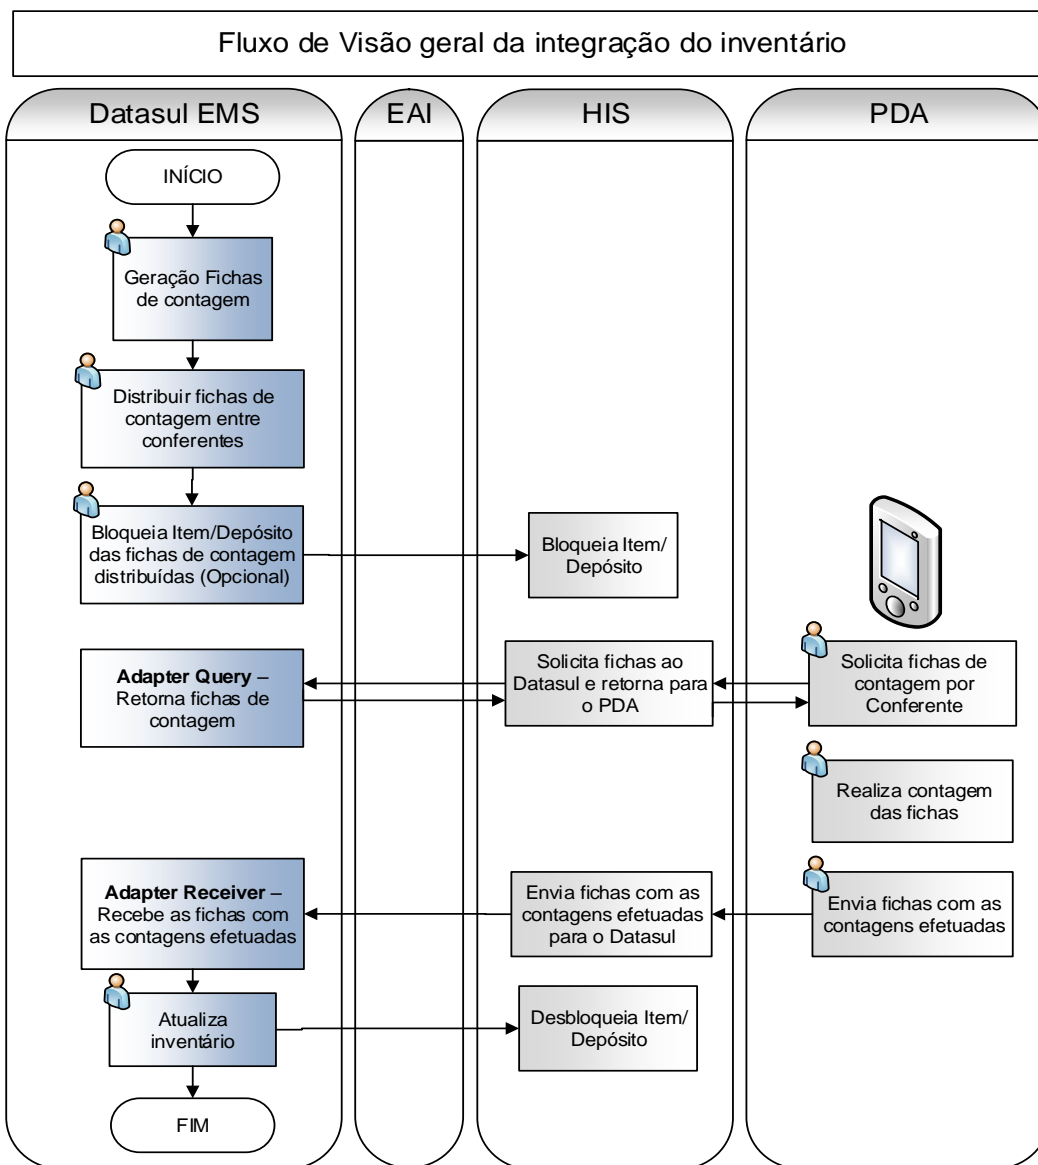 Fluxo de Visão geral da integração do inventário
Datasul EMS
EAI
HIS
PDA
INÍCIO
Geração Fichas
de contagem
Distribuir fichas de
contagem entre
conferentes
Bloqueia Item/Depósito
das fichas de contagem
distribuídas (Opcional)
Bloqueia Item/
Depósito
Adapter Query –
Retorna fichas de
contagem
Solicita fichas ao
Datasul e retorna para
o PDA
Solicita fichas de
contagem por
Conferente
Realiza contagem
das fichas
Adapter Receiver –
Recebe as fichas com
as contagens efetuadas
Envia fichas com as
contagens efetuadas
para o Datasul
Envia fichas com as
contagens efetuadas
Atualiza
inventário
Desbloqueia Item/
Depósito
FIM